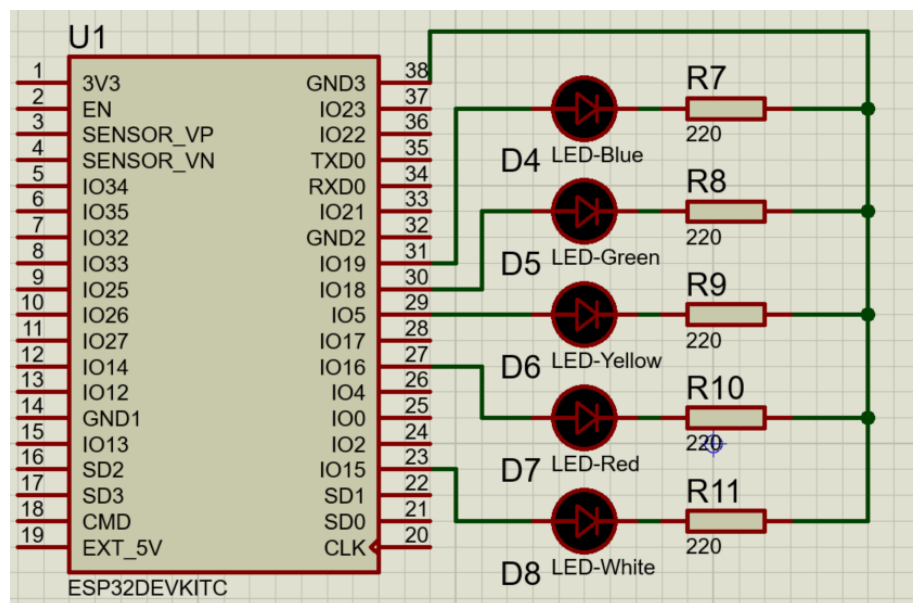 U1
1 3V3 GND3 38
2 EN IO23 37
3 SENSOR_VP IO22 36
4 SENSOR_VN TXD0 35
5 IO34 RXD0 34
6 IO35 IO21 33
7 IO32 GND2 32
8 IO33 IO19 31
9 IO25 IO18 30
10 IO26 IO5 29
11 IO27 IO17 28
12 IO14 IO16 27
13 IO12 IO4 26
14 GND1 IO0 25
15 IO13 IO2 24
16 SD2 IO15 23
17 SD3 SD1 22
18 CMD SD0 21
19 EXT_5V CLK 20
ESP32DEVKITC
R7
220
D4 LED-Blue
R8
220
D5 LED-Green
R9
220
D6 LED-Yellow
R10
220
D7 LED-Red
R11
220
D8 LED-White